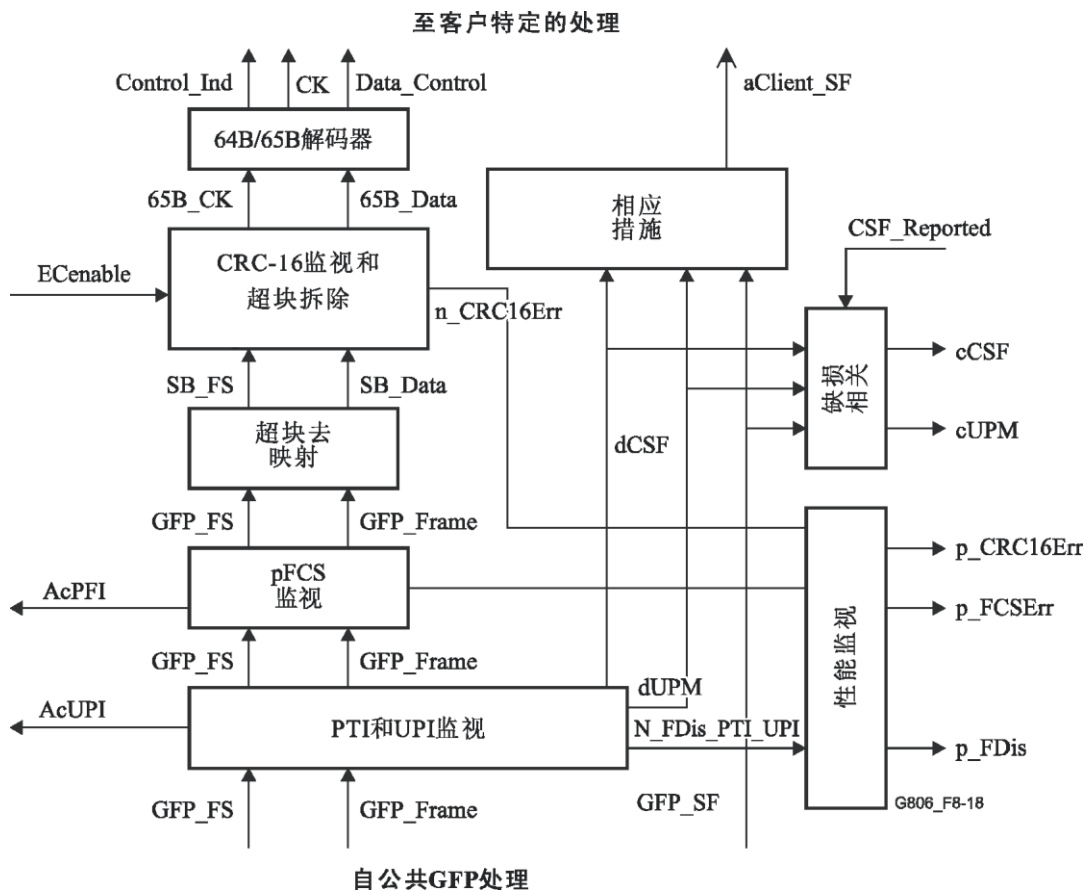 至客户特定的处理
Control_Ind
CK
Data_Control
aClient_SF
64B/65B解码器
65B_CK
65B_Data
相应
措施
CSF_Reported
ECenable
CRC-16监视和
超块拆除
n_CRC16Err
缺损
相关
cCSF
cUPM
SB_FS
SB_Data
超块去
映射
dCSF
GFP_FS
GFP_Frame
pFCS
监视
AcPFI
性能监视
p_CRC16Err
p_FCSErr
GFP_FS
GFP_Frame
dUPM
AcUPI
PTI和UPI监视
N_FDis_PTI_UPI
p_FDis
GFP_FS
GFP_Frame
GFP_SF
G806_F8-18
自公共GFP处理